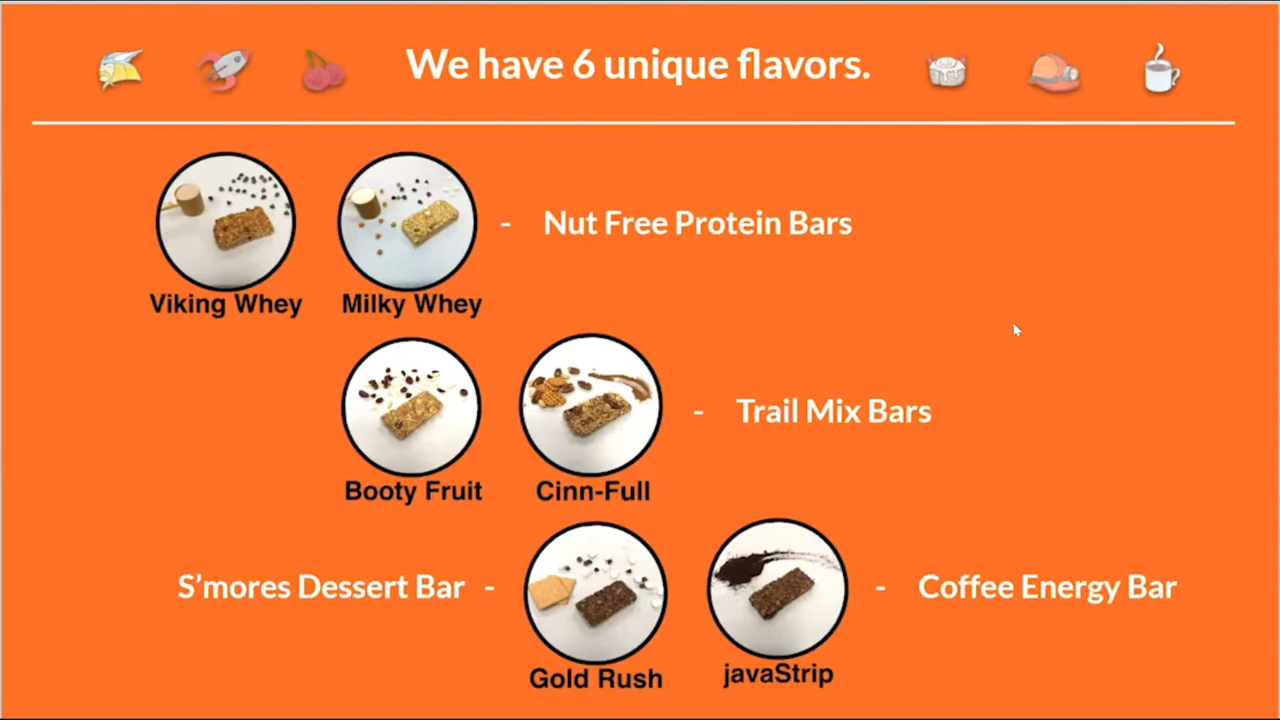 We have 6 unique flavors.
- Nut Free Protein Bars
Viking Whey Milky Whey
- Trail Mix Bars
Booty Fruit Cinn-Full
S’mores Dessert Bar - - Coffee Energy Bar
Gold Rush javaStrip